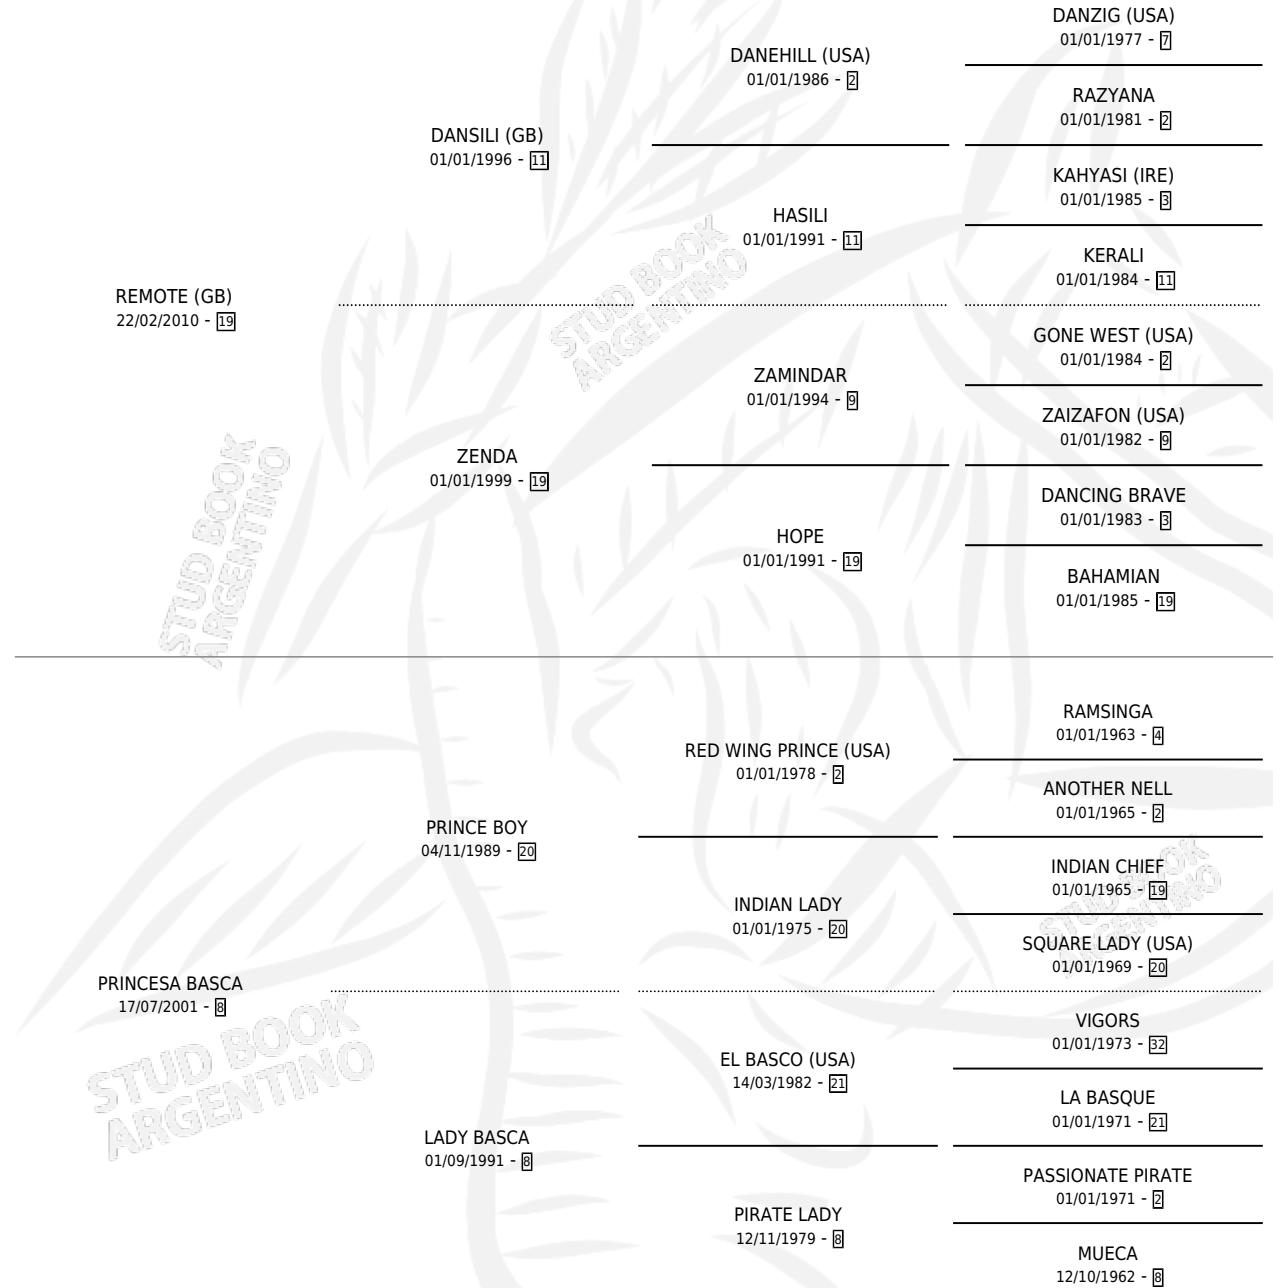 DANZIG (USA)
01/01/1977 - 7
DANEHILL (USA)
01/01/1986 - 2
RAZYANA
01/01/1981 - 2
DANSILI (GB)
01/01/1996 - 11
KAHYASI (IRE)
01/01/1985 - 3
HASILI
01/01/1991 - 11
KERALI
01/01/1984 - 11
REMOTE (GB)
22/02/2010 - 19
STUD BOOK
ARGENTINO
GONE WEST (USA)
01/01/1984 - 2
ZAMINDAR
01/01/1994 - 9
ZAIZAFON (USA)
01/01/1982 - 9
ZENDA
01/01/1999 - 19
DANCING BRAVE
01/01/1983 - 3
HOPE
01/01/1991 - 19
BAHAMIAN
01/01/1985 - 19
STUD BOOK
ARGENTINO
RAMSINGA
01/01/1963 - 4
RED WING PRINCE (USA)
01/01/1978 - 2
ANOTHER NELL
01/01/1965 - 2
PRINCE BOY
04/11/1989 - 20
INDIAN CHIEF
01/01/1965 - 19
INDIAN LADY
01/01/1975 - 20
SQUARE LADY (USA)
01/01/1969 - 20
STUD BOOK
ARGENTINO
PRINCESA BASCA
17/07/2001 - 8
VIGORS
01/01/1973 - 32
EL BASCO (USA)
14/03/1982 - 21
LA BASQUE
01/01/1971 - 21
STUD BOOK
ARGENTINO
LADY BASCA
01/09/1991 - 8
PASSIONATE PIRATE
01/01/1971 - 2
PIRATE LADY
12/11/1979 - 8
MUECA
12/10/1962 - 8